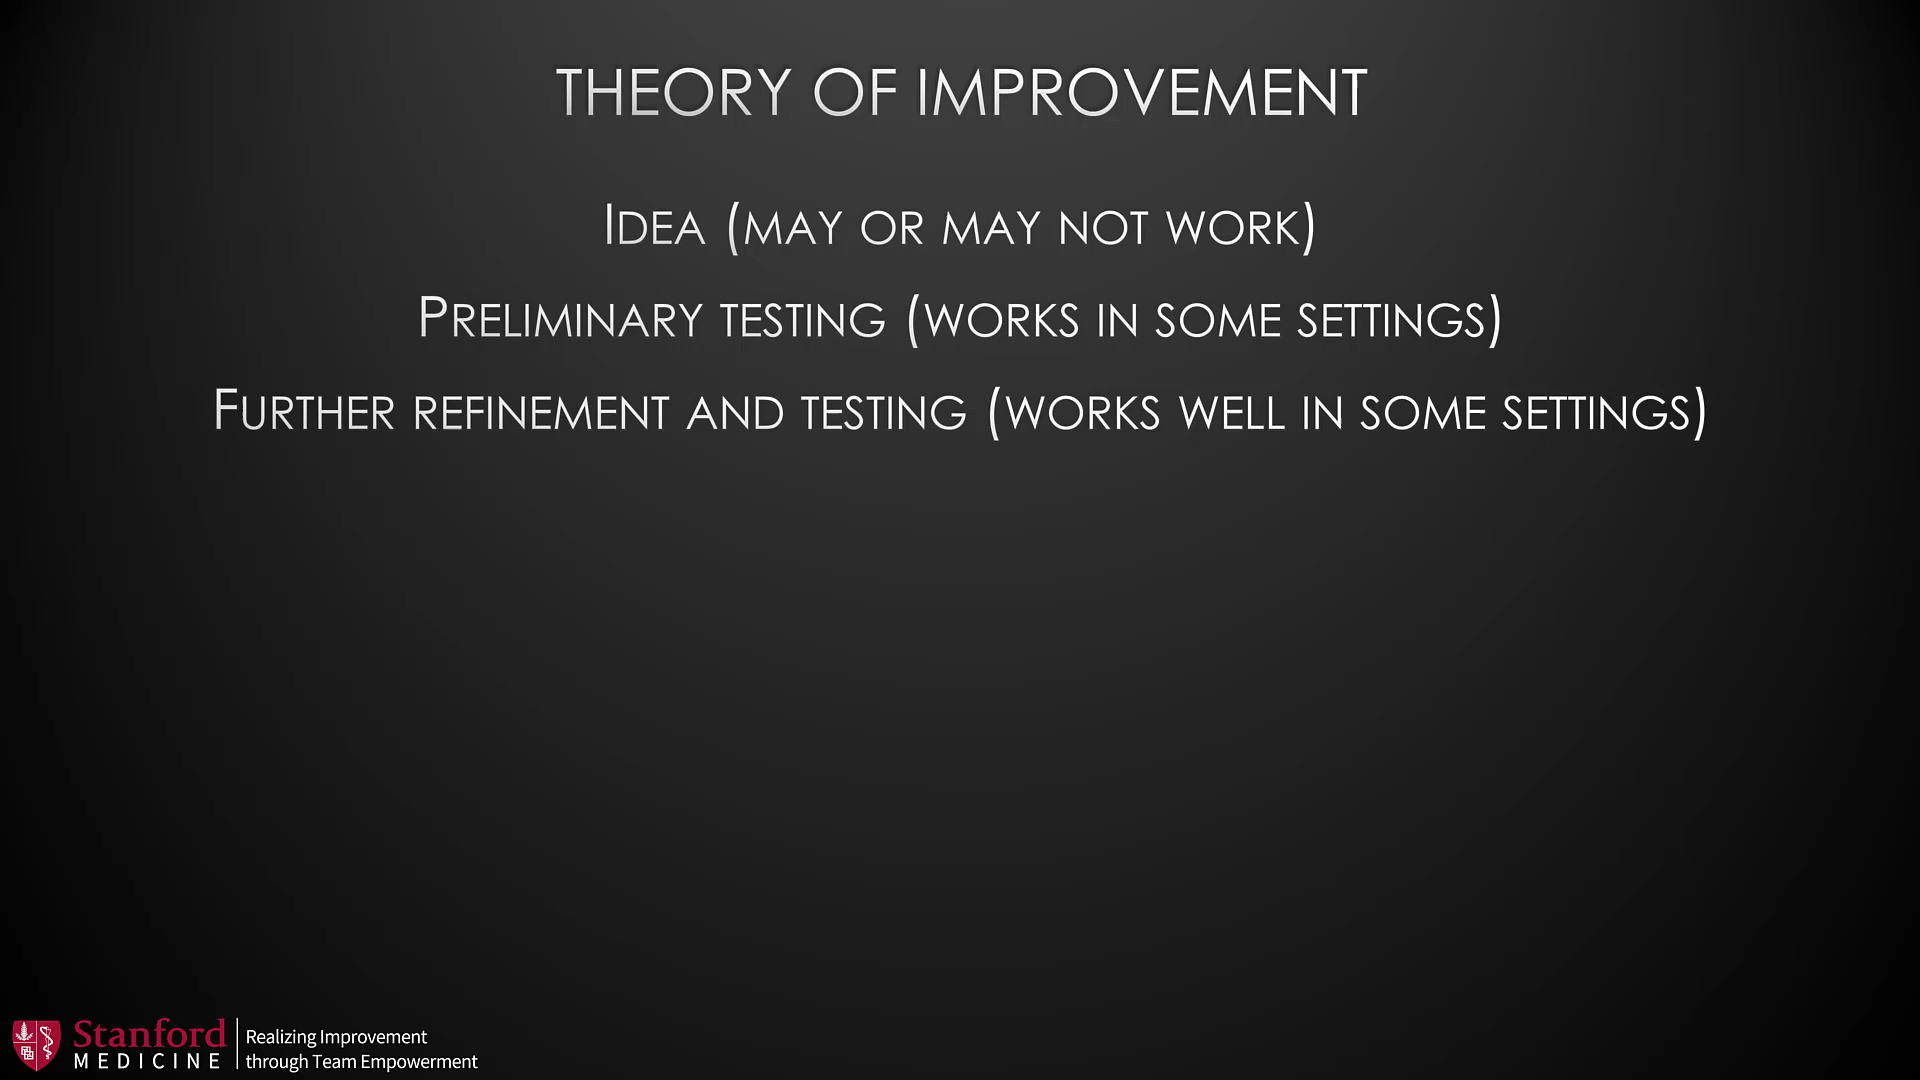 THEORY OF IMPROVEMENT
IDEA (MAY OR MAY NOT WORK)
PRELIMINARY TESTING (WORKS IN SOME SETTINGS)
FURTHER REFINEMENT AND TESTING (WORKS WELL IN SOME SETTINGS)
Stanford
MEDICINE
Realizing Improvement
through Team Empowerment